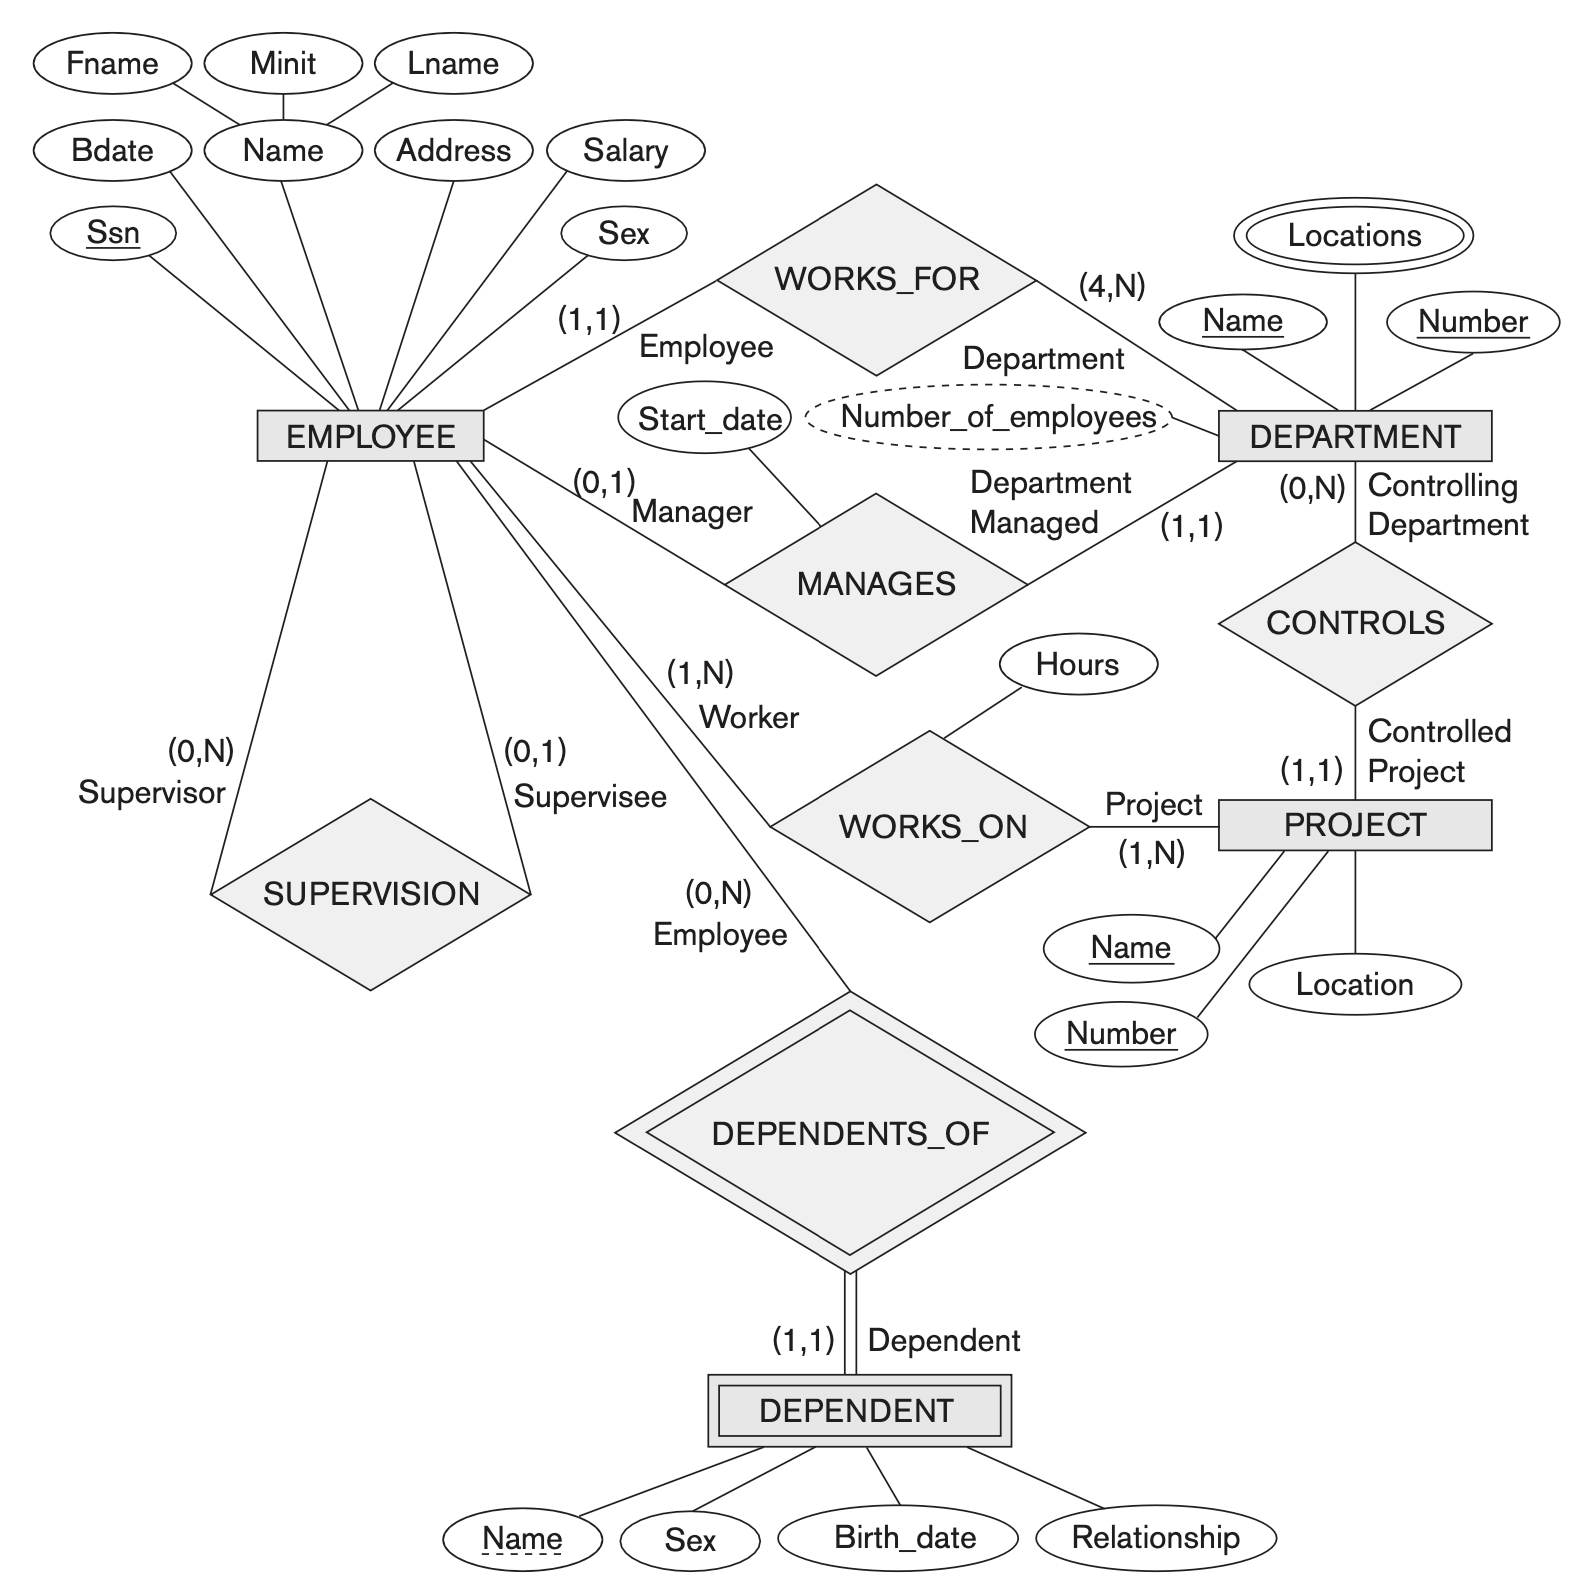 Fname
Minit
Lname
Bdate
Name
Address
Salary
Ssn
Sex
WORKS_FOR
Locations
(4,N)
Name
Number
(1,1)
Employee
Department
Start_date
Number_of_employees
EMPLOYEE
DEPARTMENT
(0,1)
Manager
Department
Managed
(1,1)
(0,N)
Controlling
Department
MANAGES
CONTROLS
Hours
(1,N)
Worker
(0,N)
Supervisor
(0,1)
Supervisee
Controlled
Project
(1,1)
WORKS_ON
Project
(1,N)
PROJECT
SUPERVISION
(0,N)
Employee
Name
Location
Number
DEPENDENTS_OF
(1,1)
Dependent
DEPENDENT
Name
Sex
Birth_date
Relationship